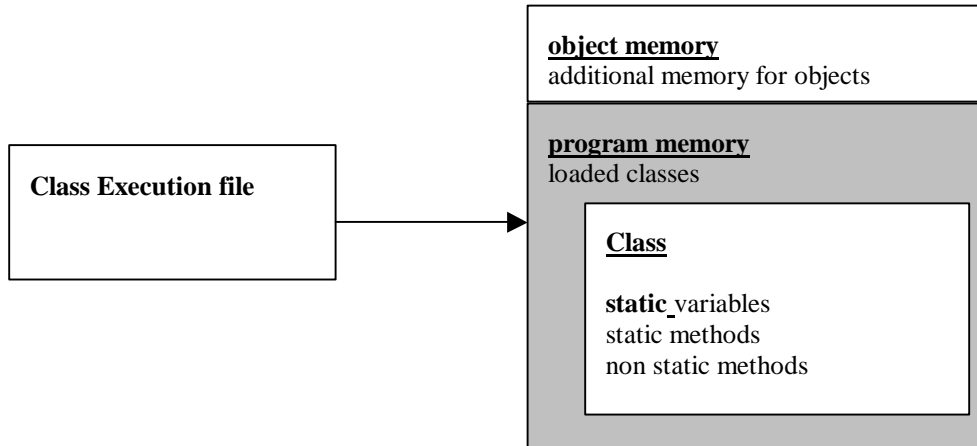 object memory
additional memory for objects
program memory
loaded classes
Class Execution file
Class
static variables
static methods
non static methods